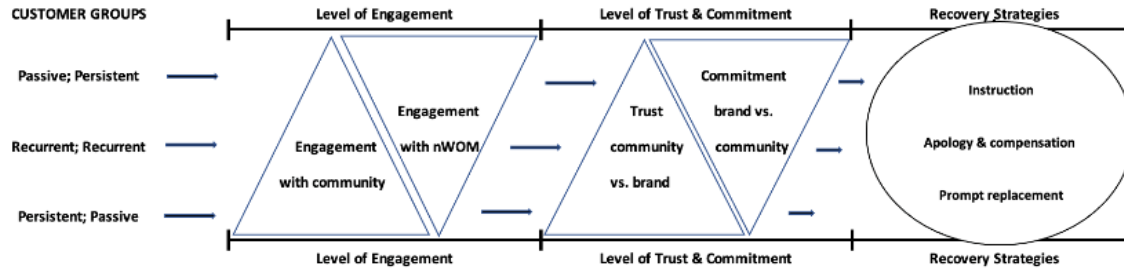 CUSTOMER GROUPS
Level of Engagement
Level of Trust & Commitment
Recovery Strategies
Passive; Persistent
Recurrent; Recurrent
Persistent; Passive
Engagement
with community
Engagement
with nWOM
Trust
community
vs. brand
Commitment
brand vs.
community
Instruction
Apology & compensation
Prompt replacement
Level of Engagement
Level of Trust & Commitment
Recovery Strategies